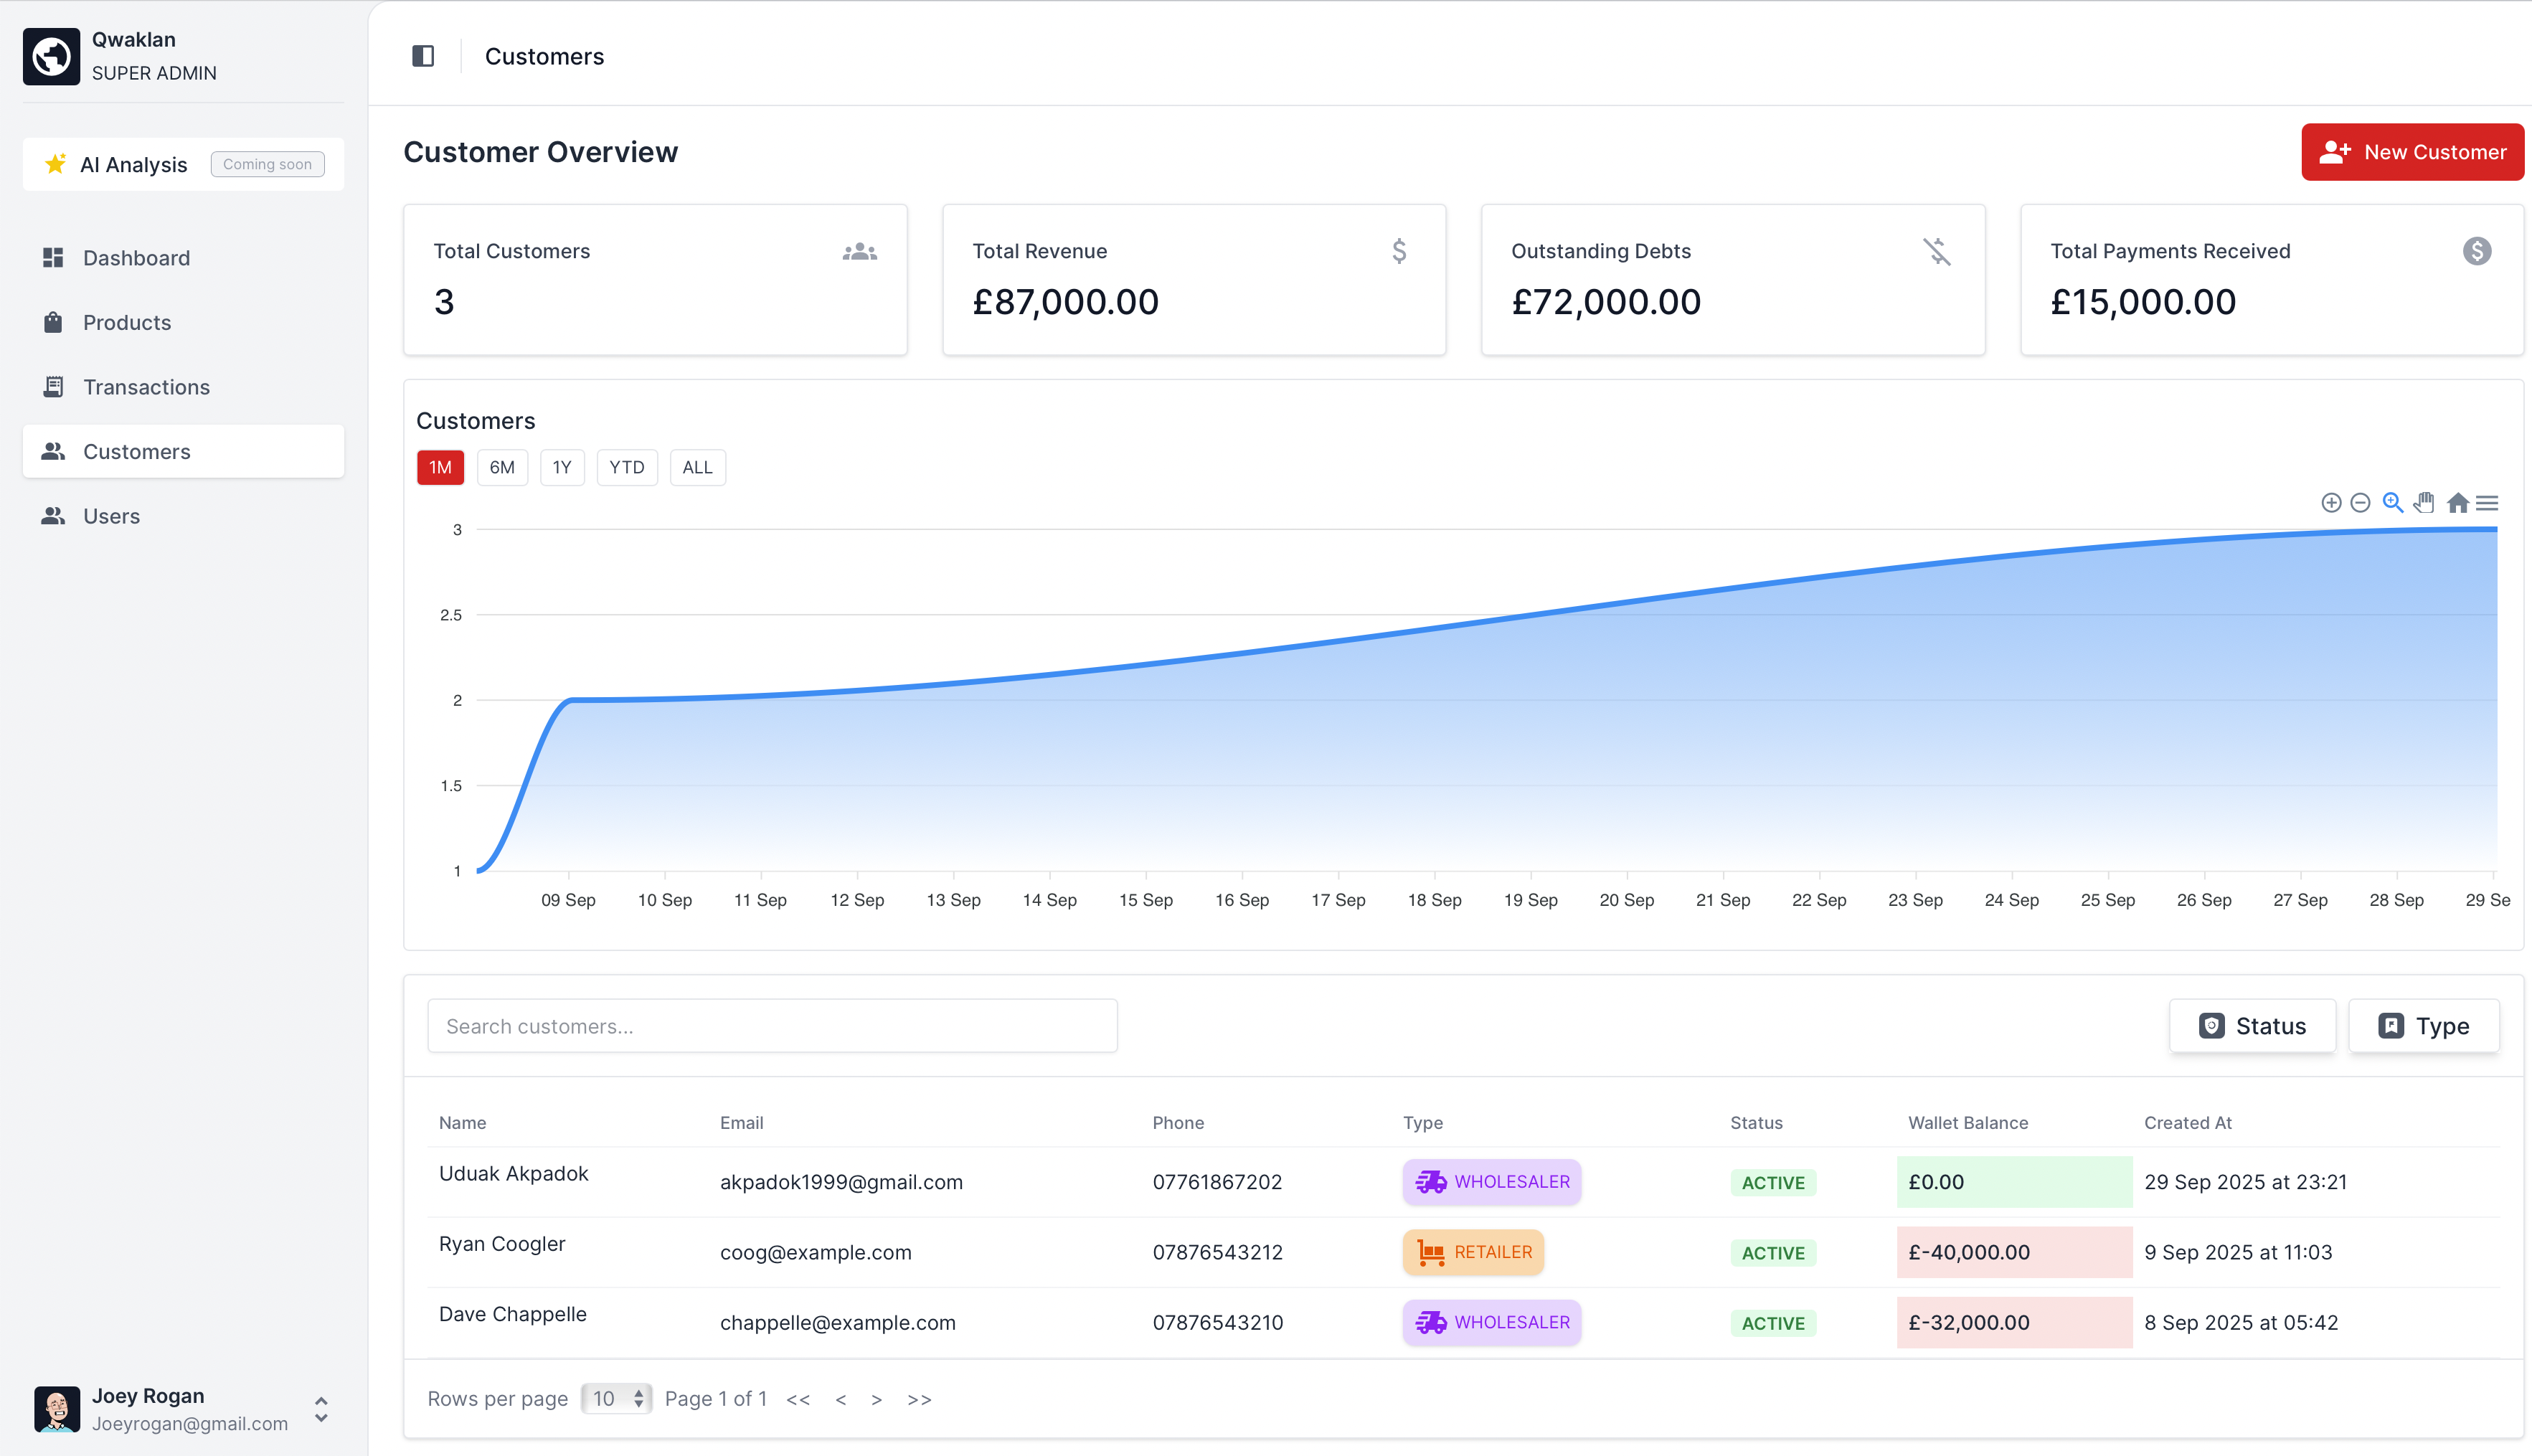 Qwaklan
SUPER ADMIN
AI Analysis Coming soon
Dashboard
Products
Transactions
Customers
Users
Joey Rogan
Joeyrogan@gmail.com
Customers
Customer Overview
New Customer
Total Customers
3
Total Revenue
£87,000.00
Outstanding Debts
£72,000.00
Total Payments Received
£15,000.00
Customers
1M 6M 1Y YTD ALL
3
2.5
2
1.5
1
09 Sep 10 Sep 11 Sep 12 Sep 13 Sep 14 Sep 15 Sep 16 Sep 17 Sep 18 Sep 19 Sep 20 Sep 21 Sep 22 Sep 23 Sep 24 Sep 25 Sep 26 Sep 27 Sep 28 Sep 29 Se
Search customers...
Status Type
Name Email Phone Type Status Wallet Balance Created At
Uduak Akpadok akpadok1999@gmail.com 07761867202 WHOLESALER ACTIVE £0.00 29 Sep 2025 at 23:21
Ryan Coogler coog@example.com 07876543212 RETAILER ACTIVE £-40,000.00 9 Sep 2025 at 11:03
Dave Chappelle chappelle@example.com 07876543210 WHOLESALER ACTIVE £-32,000.00 8 Sep 2025 at 05:42
Rows per page 10 Page 1 of 1 << < > >>